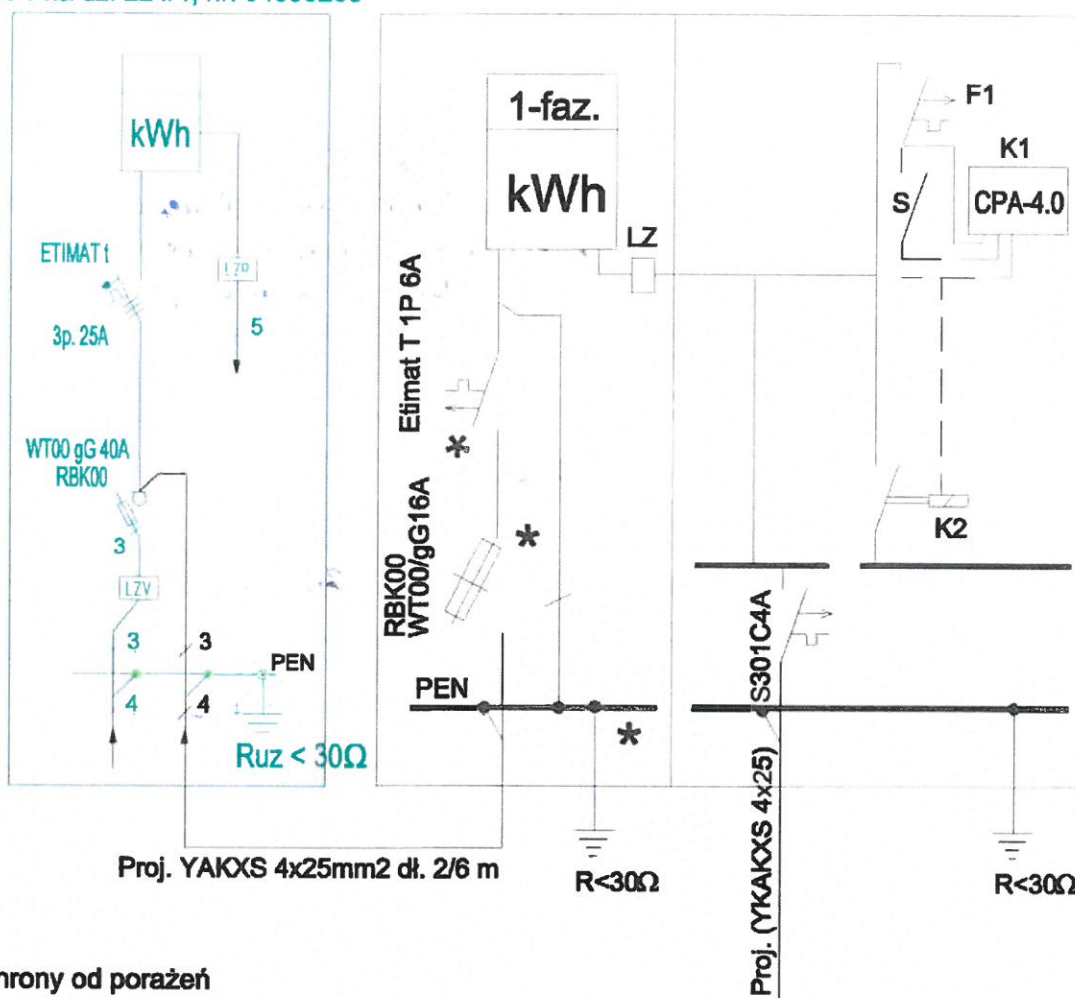 kWh
ETIMAT t
3p. 25A
5
WT00 gG 40A
RBK00
3
LZV
3
3
4
4
PEN
Ruz < 30Ω
1-faz.
kWh
LZ
Etimat T 1P 6A
RBK00
WT00/gG16A
*
*
PEN
*
F1
K1
CPA-4.0
S
K2
S301C4A
Proj. (YKAKXS 4x25)
Proj. YAKXS 4x25mm2 dł. 2/6 m
R<30Ω
R<30Ω
hrony od porażeń